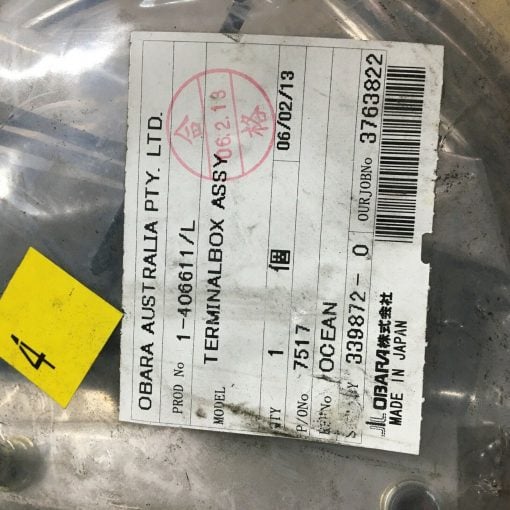 OBARA AUSTRALIA PTY. LTD.
PROD No 1-406611/L
MODEL TERMINALBOX ASSY
合
06.2.13
格
QTY 1 個 06/02/13
P/ONo 7517
OCEAN
339872-0 OURJOBNo 3763822
OBARA株式会社
MADE IN JAPAN
4